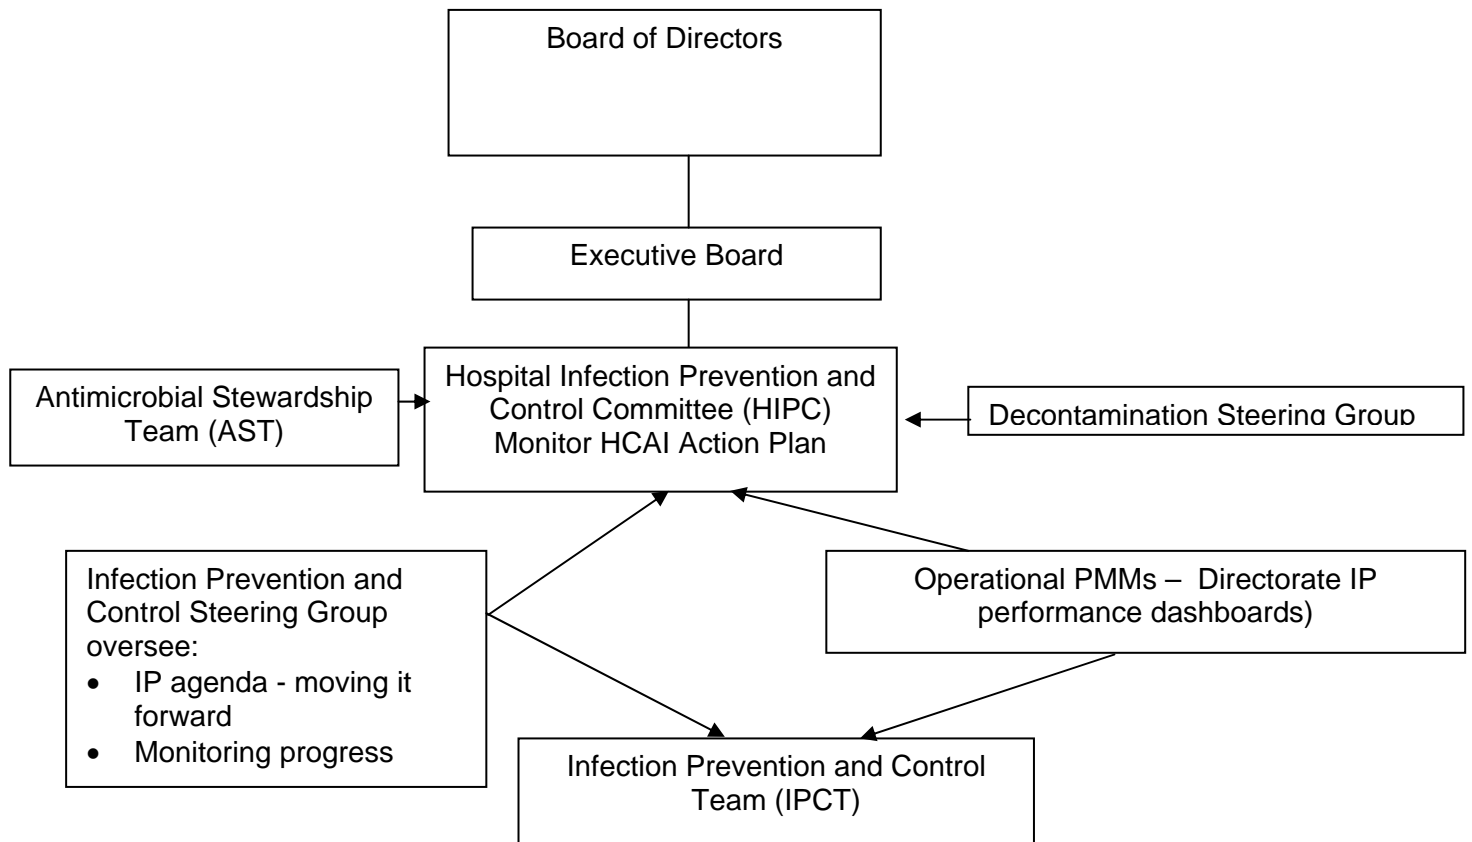 Board of Directors
Executive Board
Hospital Infection Prevention and
Control Committee (HIPC)
Monitor HCAI Action Plan
Antimicrobial Stewardship
Team (AST)
Decontamination Steering Group
Infection Prevention and
Control Steering Group
oversee:
• IP agenda - moving it
forward
• Monitoring progress
Operational PMMs – Directorate IP
performance dashboards)
Infection Prevention and Control
Team (IPCT)